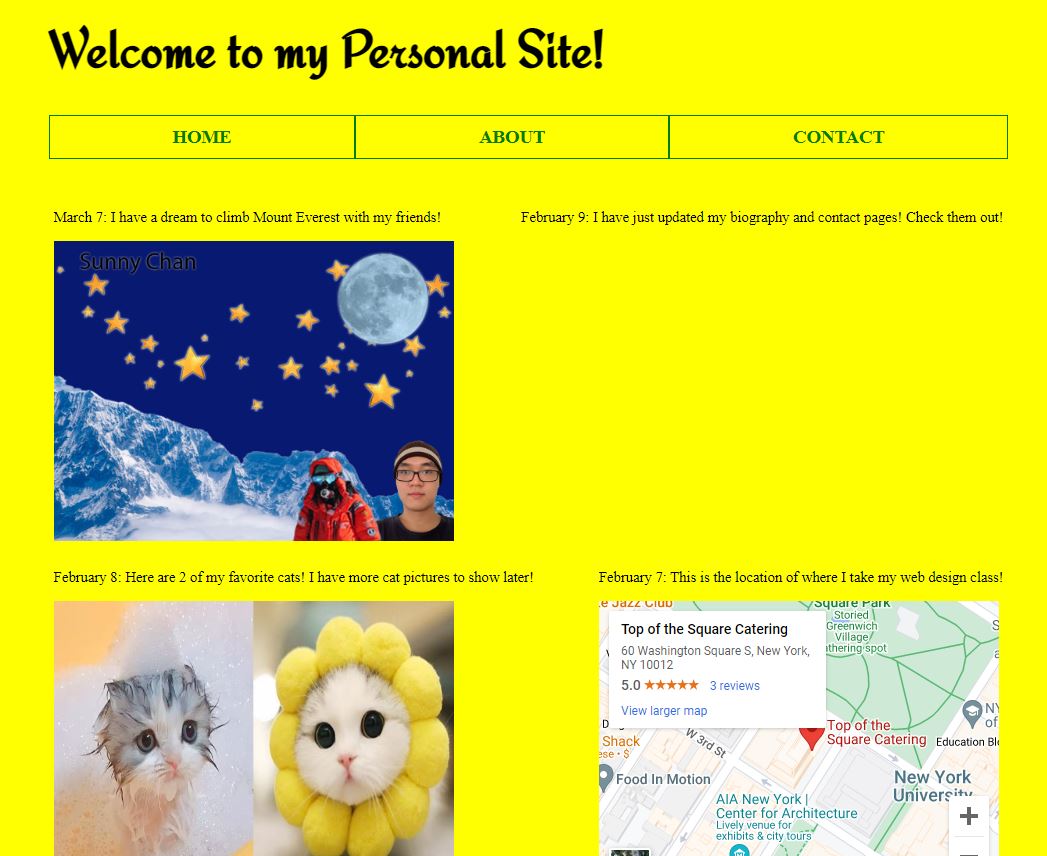 Welcome to my Personal Site!
HOME
ABOUT
CONTACT
March 7: I have a dream to climb Mount Everest with my friends!
February 9: I have just updated my biography and contact pages! Check them out!
Sunny Chan
February 8: Here are 2 of my favorite cats! I have more cat pictures to show later!
February 7: This is the location of where I take my web design class!
Jazz Club
Square Park
Storied
Greenwich
Village
Top of the Square Catering
60 Washington Square S, New York,
NY 10012
5.0
3 reviews
View larger map
Top of the
Square Catering
W 3rd St
Shack
Food In Motion
Education
New York
University
AIA New York |
Center for Architecture
Lively venue for
exhibits & city tours